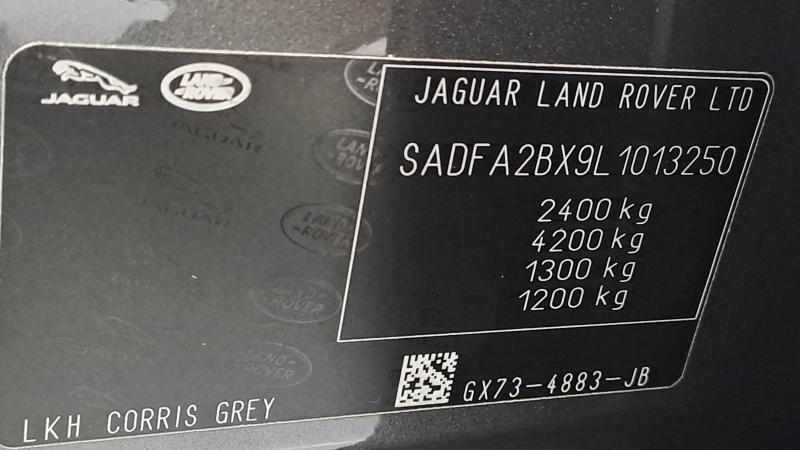 JAGUAR
LAND-
-ROVER
JAGUAR LAND ROVER LTD
SADFA2BX9L1013250
2400 kg
4200 kg
1300 kg
1200 kg
GX73-4883-JB
LKH CORRIS GREY